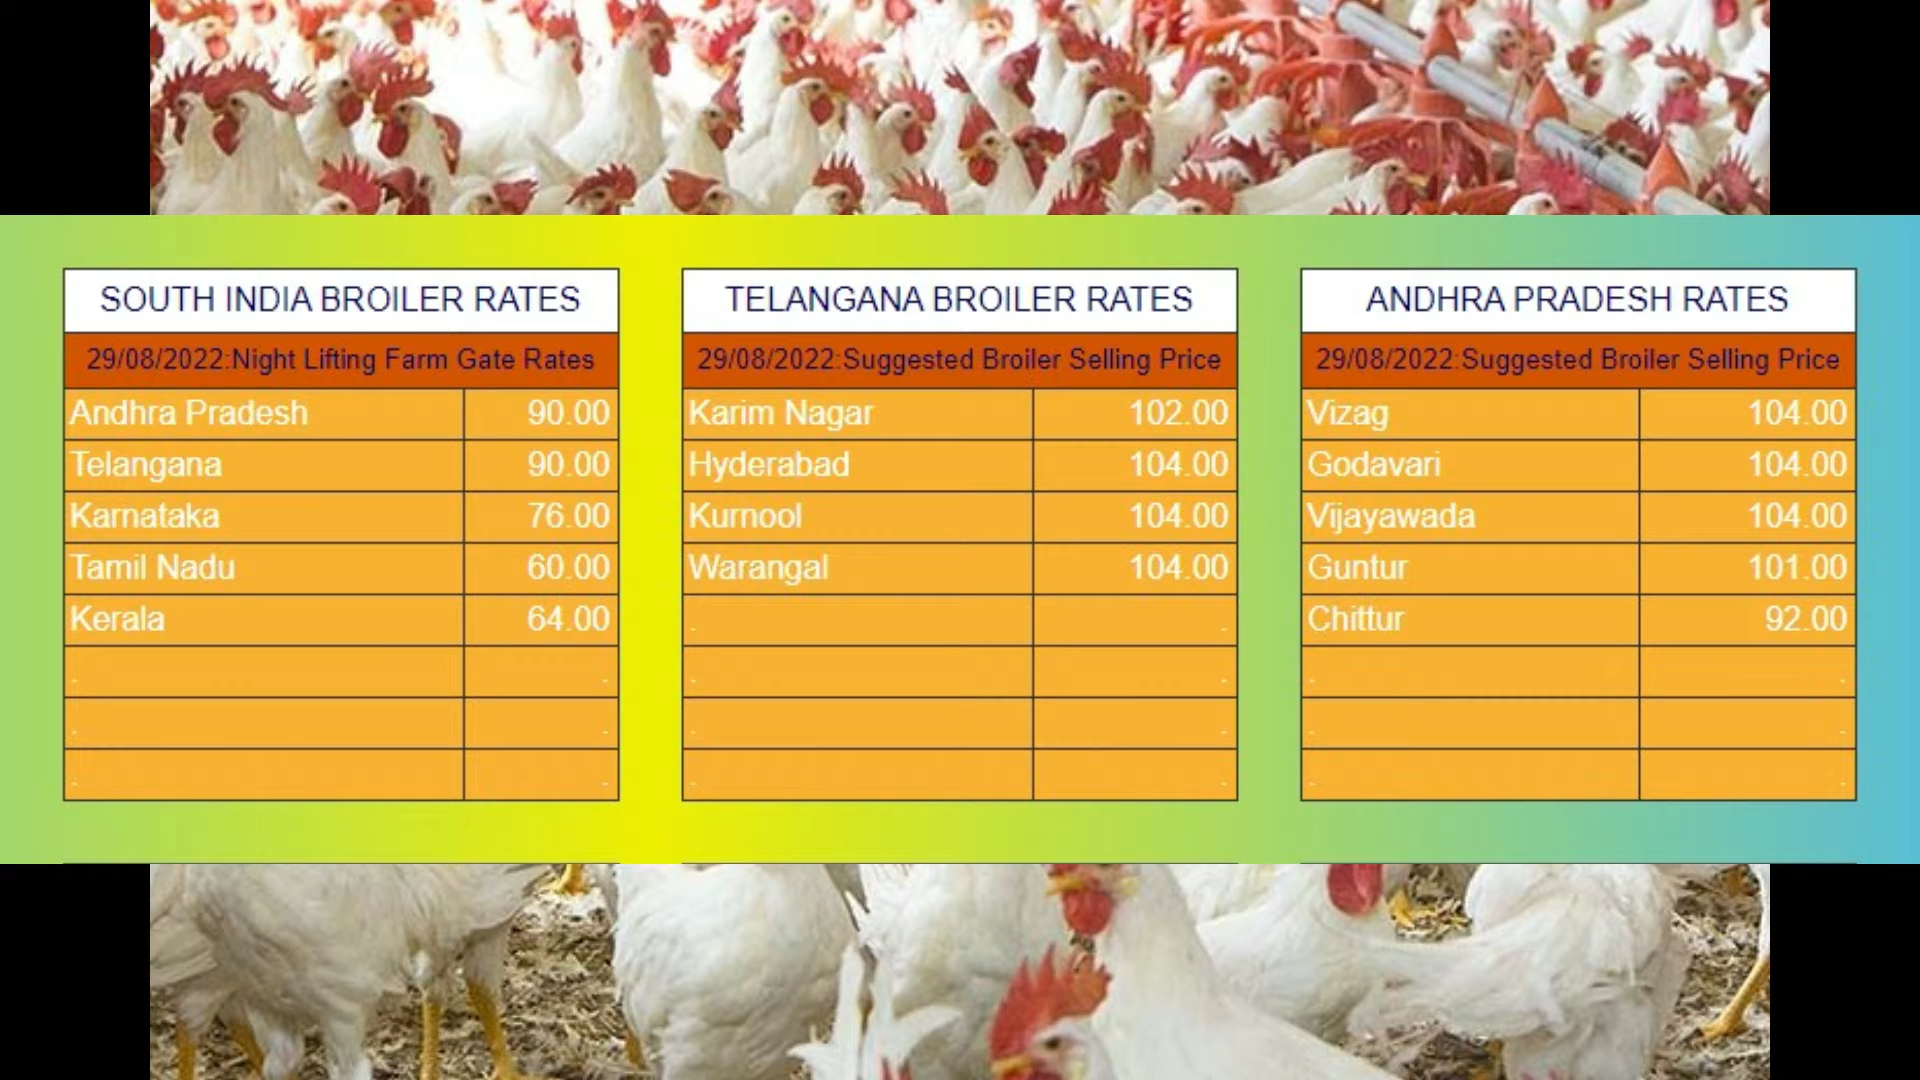 SOUTH INDIA BROILER RATES
29/08/2022:Night Lifting Farm Gate Rates
Andhra Pradesh 90.00
Telangana 90.00
Karnataka 76.00
Tamil Nadu 60.00
Kerala 64.00
. .
. .
. .
TELANGANA BROILER RATES
29/08/2022:Suggested Broiler Selling Price
Karim Nagar 102.00
Hyderabad 104.00
Kurnool 104.00
Warangal 104.00
. .
. .
. .
. .
ANDHRA PRADESH RATES
29/08/2022:Suggested Broiler Selling Price
Vizag 104.00
Godavari 104.00
Vijayawada 104.00
Guntur 101.00
Chittur 92.00
. .
. .
. .